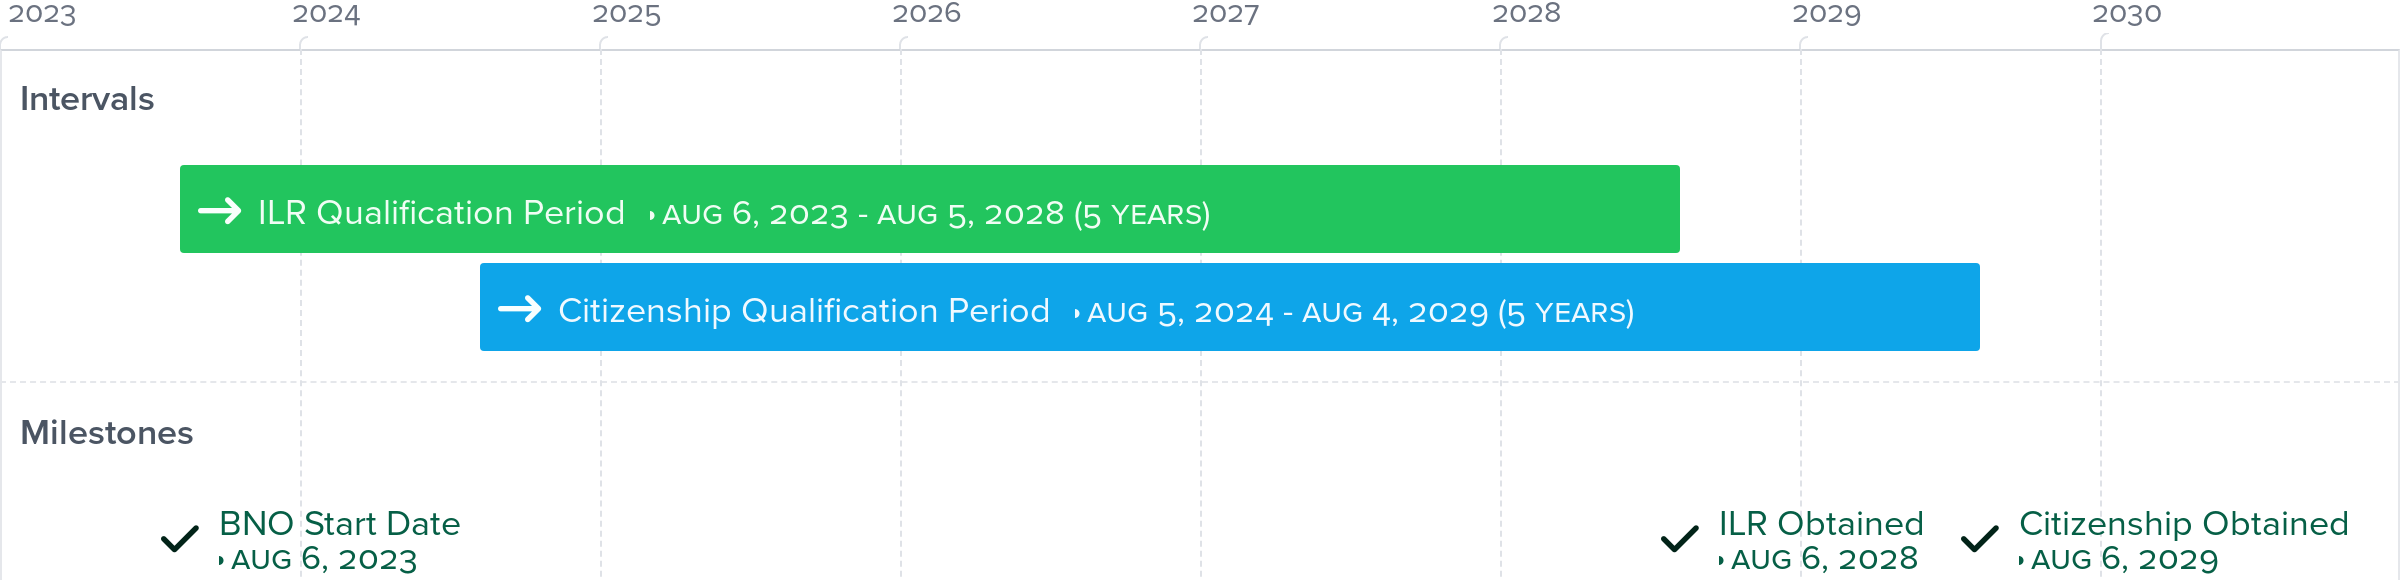 2023 2024 2025 2026 2027 2028 2029 2030
Intervals
ILR Qualification Period AUG 6, 2023 - AUG 5, 2028 (5 YEARS)
Citizenship Qualification Period AUG 5, 2024 - AUG 4, 2029 (5 YEARS)
Milestones
BNO Start Date
AUG 6, 2023
ILR Obtained
AUG 6, 2028
Citizenship Obtained
AUG 6, 2029